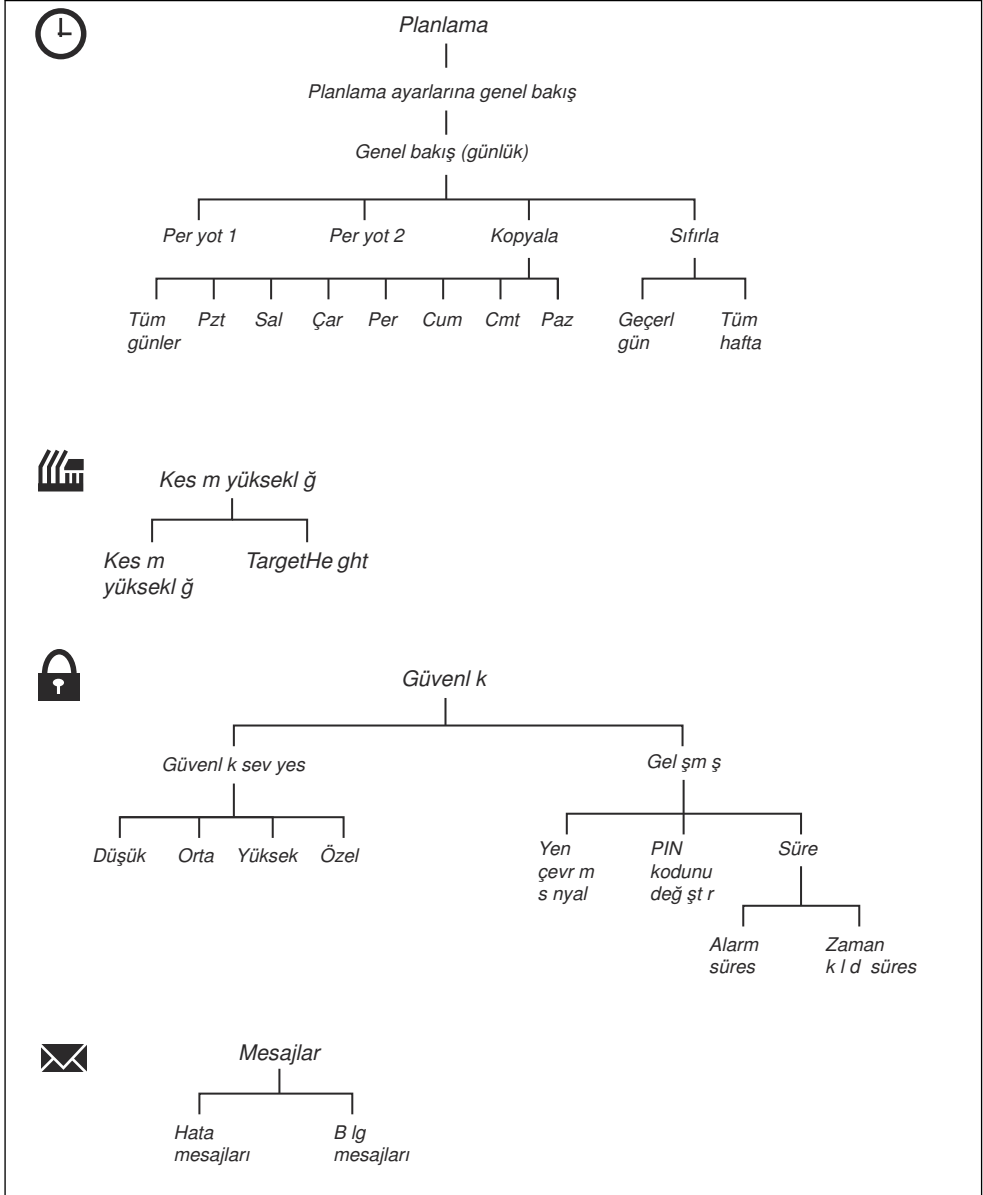 Planlama
Planlama ayarlarına genel bakış
Genel bakış (günlük)
Per yot 1
Per yot 2
Kopyala
Sıfırla
Tüm
günler
Pzt
Sal
Çar
Per
Cum
Cmt
Paz
Geçerl
gün
Tüm
hafta
Kes m yüksekl ğ
Kes m
yüksekl ğ
TargetHe ght
Güvenl k
Güvenl k sev yes
Gel şm ş
Düşük
Orta
Yüksek
Özel
Yen
çevr m
s nyal
PIN
kodunu
değ şt r
Süre
Alarm
süres
Zaman
k l d süres
Mesajlar
Hata
mesajları
B lg
mesajları